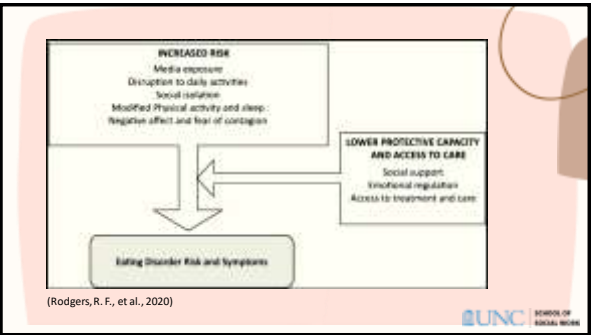 INCREASED RISK
Media exposure
Disruption to daily activities
Social isolation
Modified Physical activity and sleep
Negative affect and fear of contagion
LOWER PROTECTIVE CAPACITY
AND ACCESS TO CARE
Social support
Emotional regulation
Access to treatment and care
Eating Disorder Risk and Symptoms
(Rodgers, R. F., et al., 2020)
UNC
SCHOOL OF
SOCIAL WORK